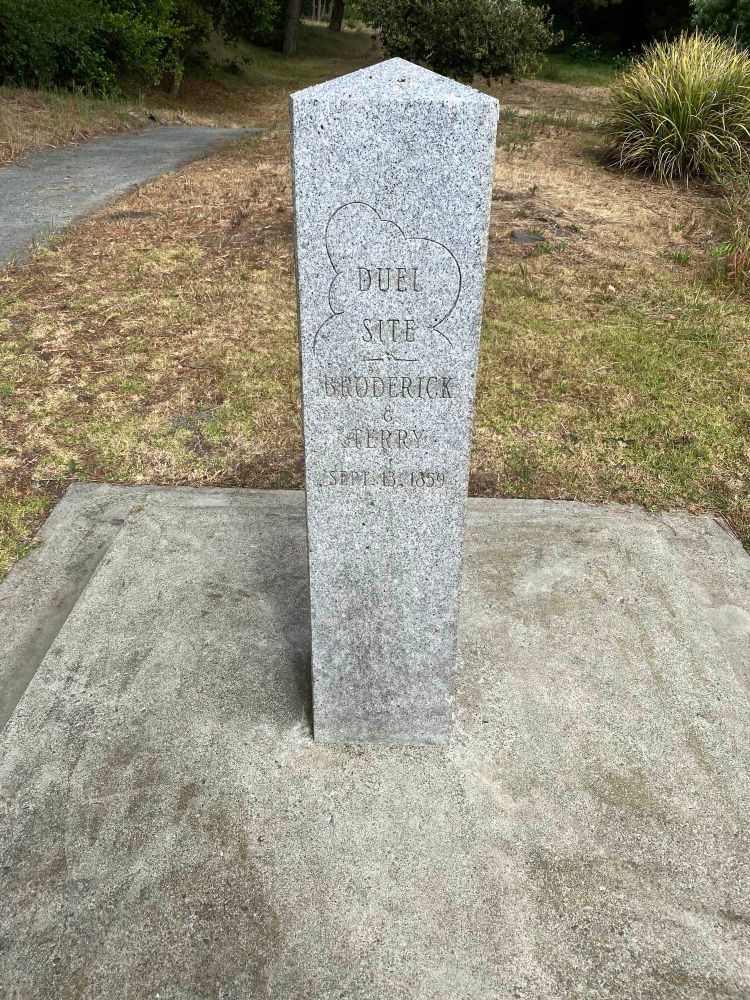 DUEL
SITE
BRODERICK
&
TERRY
SEPT. 13, 1859